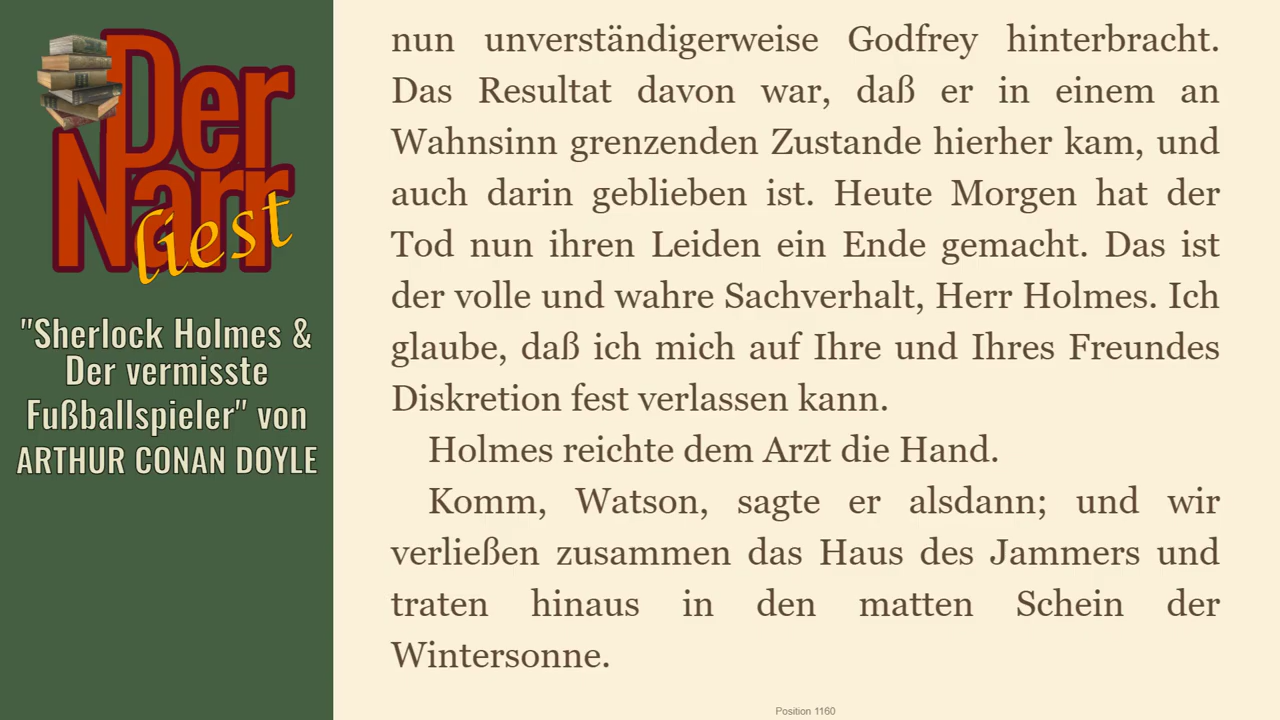 Der
Narr
liest
"Sherlock Holmes &
Der vermisste
Fußballspieler" von
ARTHUR CONAN DOYLE
nun unverständigerweise Godfrey hinterbracht.
Das Resultat davon war, daß er in einem an
Wahnsinn grenzenden Zustande hierher kam, und
auch darin geblieben ist. Heute Morgen hat der
Tod nun ihren Leiden ein Ende gemacht. Das ist
der volle und wahre Sachverhalt, Herr Holmes. Ich
glaube, daß ich mich auf Ihre und Ihres Freundes
Diskretion fest verlassen kann.
Holmes reichte dem Arzt die Hand.
Komm, Watson, sagte er alsdann; und wir
verließen zusammen das Haus des Jammers und
traten hinaus in den matten Schein der
Wintersonne.
Position 1160